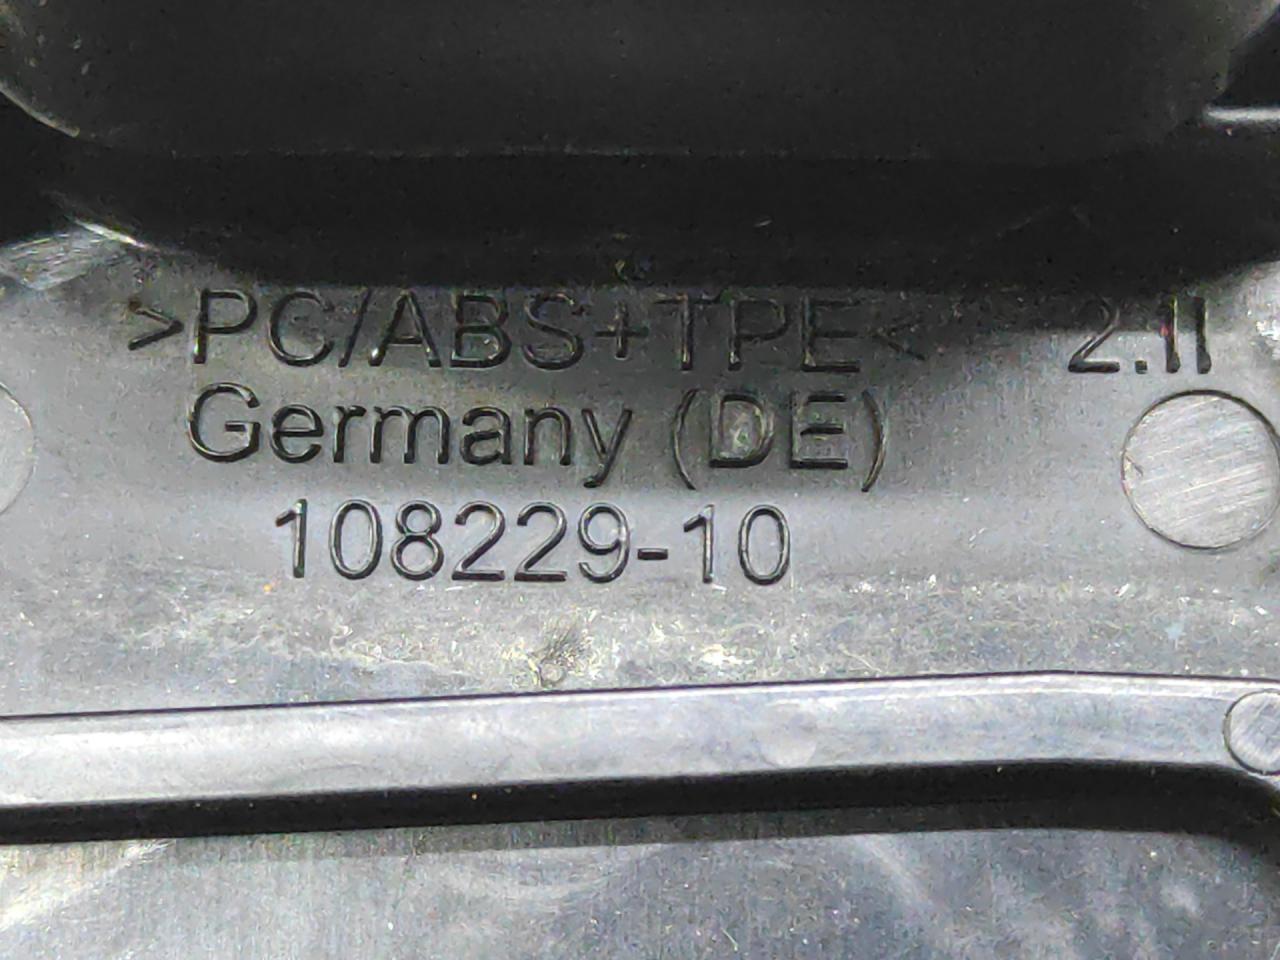 >PC/ABS+TPE< 2.II
Germany (DE)
108229-10